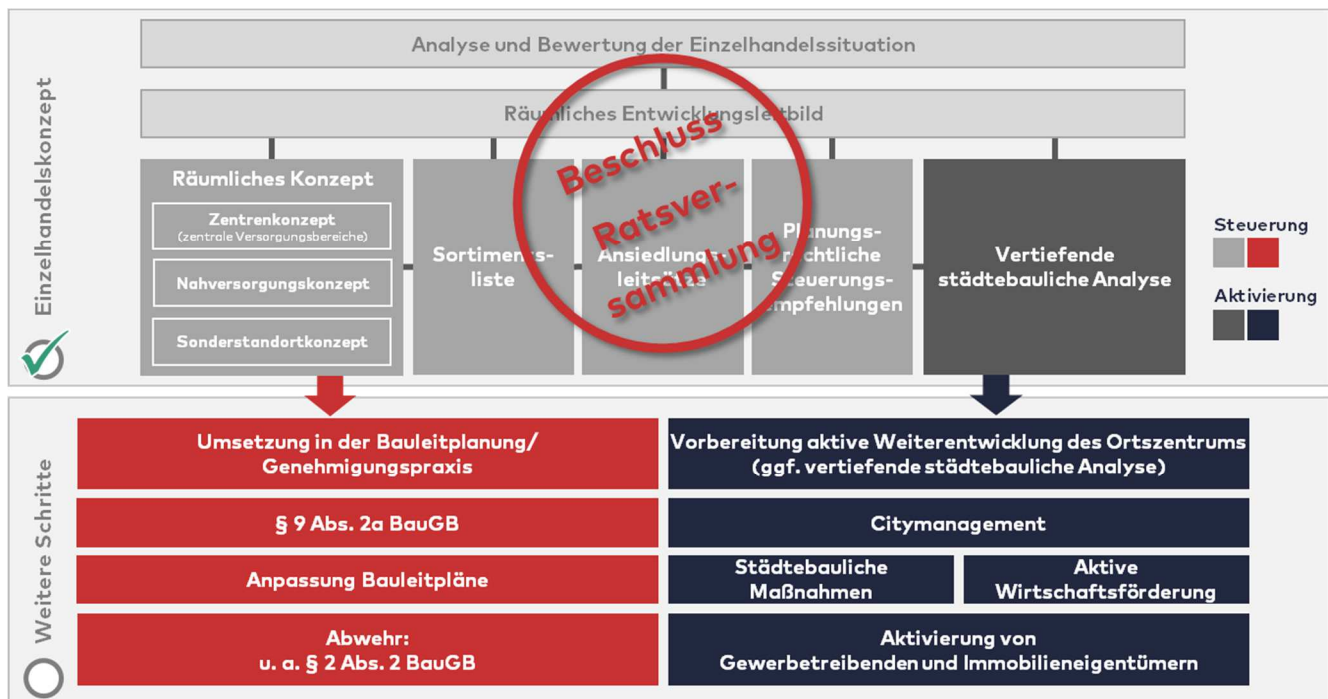 Einzelhandelskonzept
Analyse und Bewertung der Einzelhandelssituation
Räumliches Entwicklungsleitbild
Räumliches Konzept
Zentrenkonzept
(zentrale Versorgungsbereiche)
Nahversorgungskonzept
Sonderstandortkonzept
Sortiments-
liste
Ansiedlungs-
leitsätze
Planungs-
rechtliche
Steuerungs-
empfehlungen
Vertiefende
städtebauliche Analyse
Beschluss
Ratsver-
sammlung
Steuerung
Aktivierung
Weitere Schritte
Umsetzung in der Bauleitplanung/
Genehmigungspraxis
§ 9 Abs. 2a BauGB
Anpassung Bauleitpläne
Abwehr:
u. a. § 2 Abs. 2 BauGB
Vorbereitung aktive Weiterentwicklung des Ortszentrums
(ggf. vertiefende städtebauliche Analyse)
Citymanagement
Städtebauliche
Maßnahmen
Aktive
Wirtschaftsförderung
Aktivierung von
Gewerbetreibenden und Immobilieneigentümern